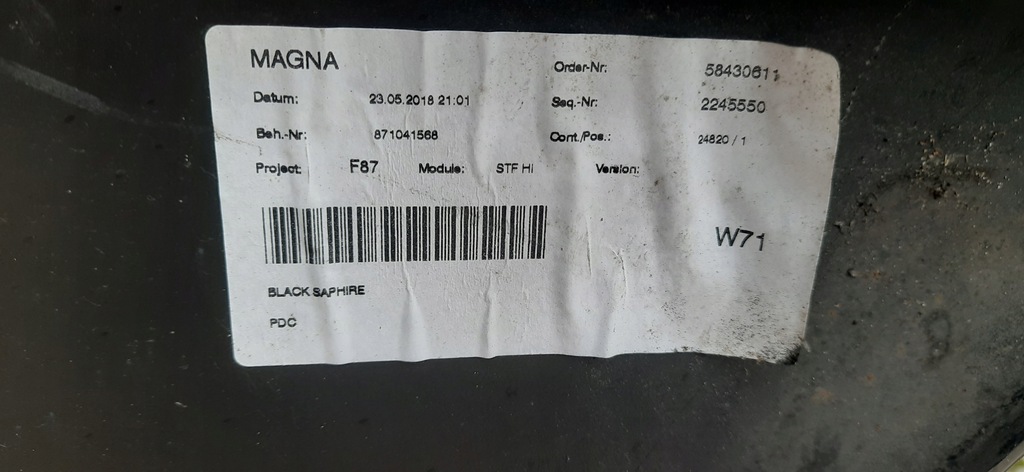 MAGNA
Order-Nr: 58430611
Datum: 23.05.2018 21:01
Seq.-Nr: 2245550
Beh.-Nr: 871041568
Cont./Pos.: 24820 / 1
Project: F87 Module: STF HI Version:
W71
BLACK SAPHIRE
PDC